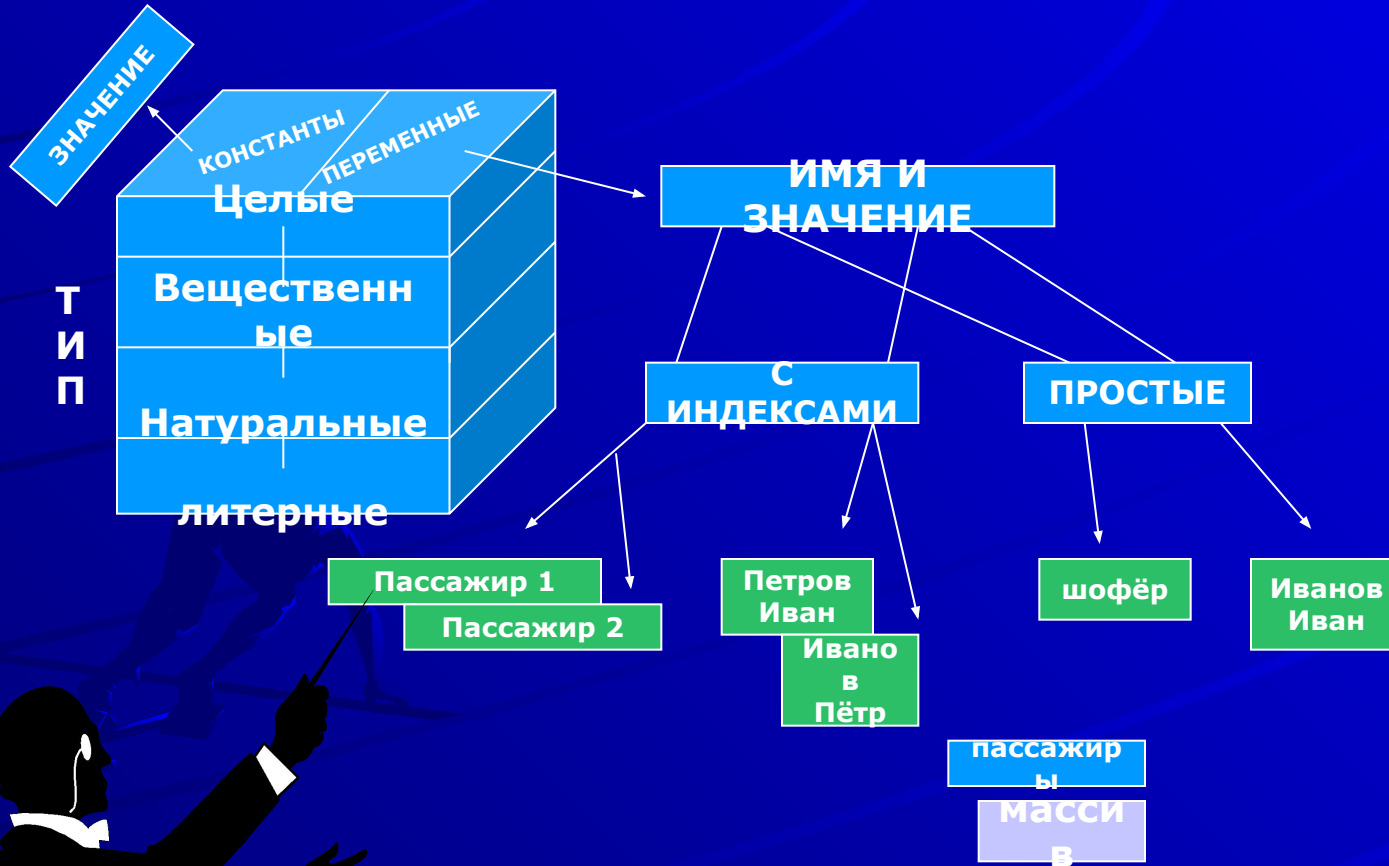 ЗНАЧЕНИЕ
КОНСТАНТЫ
ПЕРЕМЕННЫЕ
Целые
Вещественн
ые
Натуральные
литерные
Т
И
П
ИМЯ И
ЗНАЧЕНИЕ
С
ИНДЕКСАМИ
ПРОСТЫЕ
Пассажир 1
Пассажир 2
Петров
Иван
Ивано
в
Пётр
шофёр
Иванов
Иван
пассажир
ы
масси
в